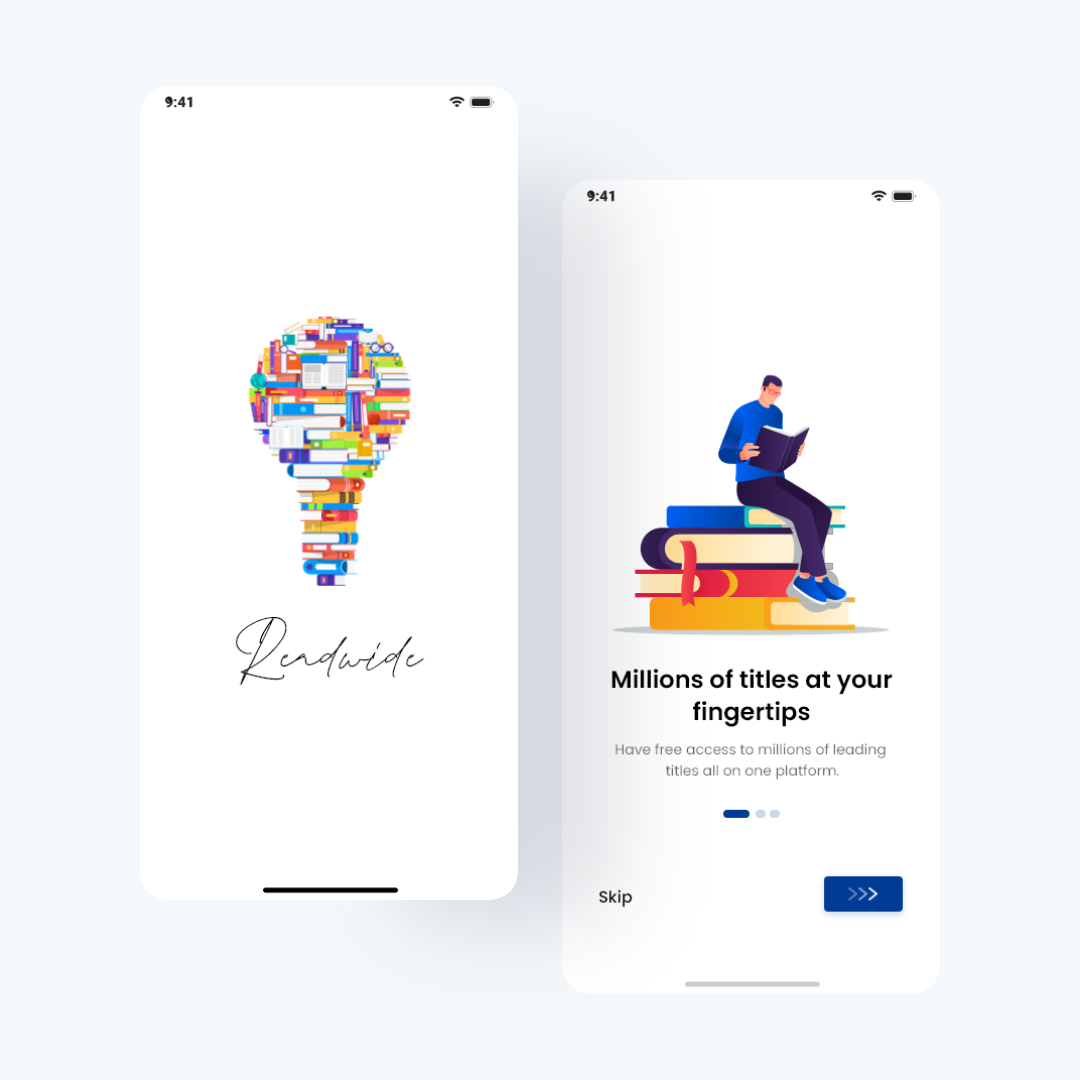 9:41
Readwide
9:41
Millions of titles at your
fingertips
Have free access to millions of leading
titles all on one platform.
Skip